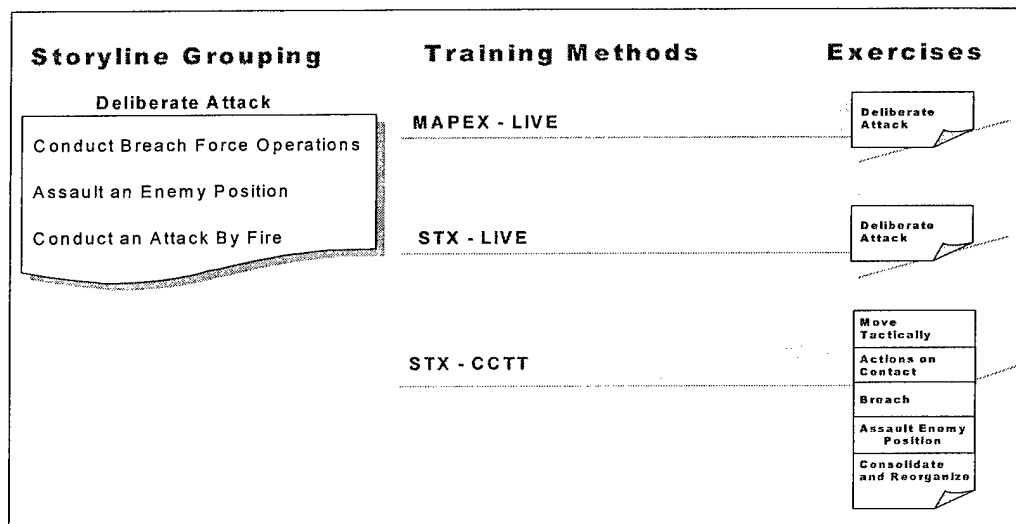 Storyline Grouping
Training Methods
Exercises
Deliberate Attack
Conduct Breach Force Operations
Assault an Enemy Position
Conduct an Attack By Fire
MAPEX - LIVE
Deliberate
Attack
STX - LIVE
Deliberate
Attack
STX - CCTT
Move
Tactically
Actions on
Contact
Breach
Assault Enemy
Position
Consolidate
and Reorganize